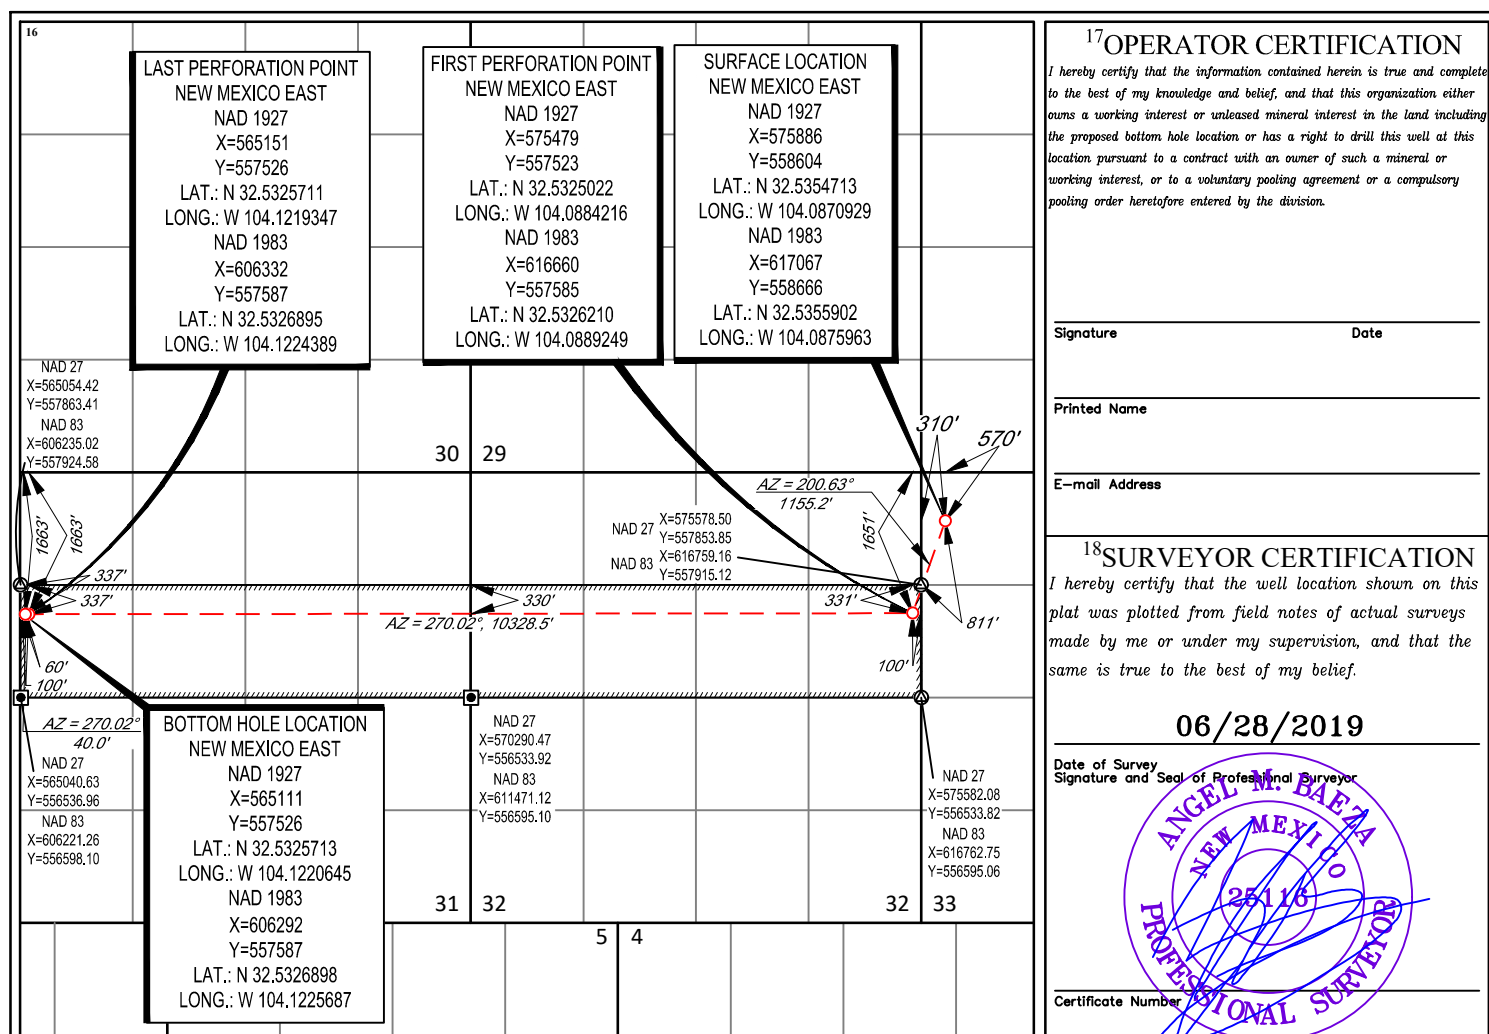 16
LAST PERFORATION POINT
NEW MEXICO EAST
NAD 1927
X=565151
Y=557526
LAT.: N 32.5325711
LONG.: W 104.1219347
NAD 1983
X=606332
Y=557587
LAT.: N 32.5326895
LONG.: W 104.1224389
FIRST PERFORATION POINT
NEW MEXICO EAST
NAD 1927
X=575479
Y=557523
LAT.: N 32.5325022
LONG.: W 104.0884216
NAD 1983
X=616660
Y=557585
LAT.: N 32.5326210
LONG.: W 104.0889249
SURFACE LOCATION
NEW MEXICO EAST
NAD 1927
X=575886
Y=558604
LAT.: N 32.5354713
LONG.: W 104.0870929
NAD 1983
X=617067
Y=558666
LAT.: N 32.5355902
LONG.: W 104.0875963
NAD 27
X=565054.42
Y=557863.41
NAD 83
X=606235.02
Y=557924.58
30 29
310'
570'
AZ = 200.63°
1155.2'
1663'
1663'
1651'
NAD 27
X=575578.50
Y=557853.85
NAD 83
X=616759.16
Y=557915.12
337'
337'
330'
331'
811'
AZ = 270.02°, 10328.5'
60'
100'
100'
AZ = 270.02°
40.0'
NAD 27
X=565040.63
Y=556536.96
NAD 83
X=606221.26
Y=556598.10
BOTTOM HOLE LOCATION
NEW MEXICO EAST
NAD 1927
X=565111
Y=557526
LAT.: N 32.5325713
LONG.: W 104.1220645
NAD 1983
X=606292
Y=557587
LAT.: N 32.5326898
LONG.: W 104.1225687
NAD 27
X=570290.47
Y=556533.92
NAD 83
X=611471.12
Y=556595.10
NAD 27
X=575582.08
Y=556533.82
NAD 83
X=616762.75
Y=556595.06
31 32
32 33
5 4
17OPERATOR CERTIFICATION
I hereby certify that the information contained herein is true and complete
to the best of my knowledge and belief, and that this organization either
owns a working interest or unleased mineral interest in the land including
the proposed bottom hole location or has a right to drill this well at this
location pursuant to a contract with an owner of such a mineral or
working interest, or to a voluntary pooling agreement or a compulsory
pooling order heretofore entered by the division.
Signature Date
Printed Name
E-mail Address
18SURVEYOR CERTIFICATION
I hereby certify that the well location shown on this
plat was plotted from field notes of actual surveys
made by me or under my supervision, and that the
same is true to the best of my belief.
06/28/2019
Date of Survey
Signature and Seal of Professional Surveyor
ANGEL M. BAEZA
NEW MEXICO
25116
PROFESSIONAL SURVEYOR
Certificate Number